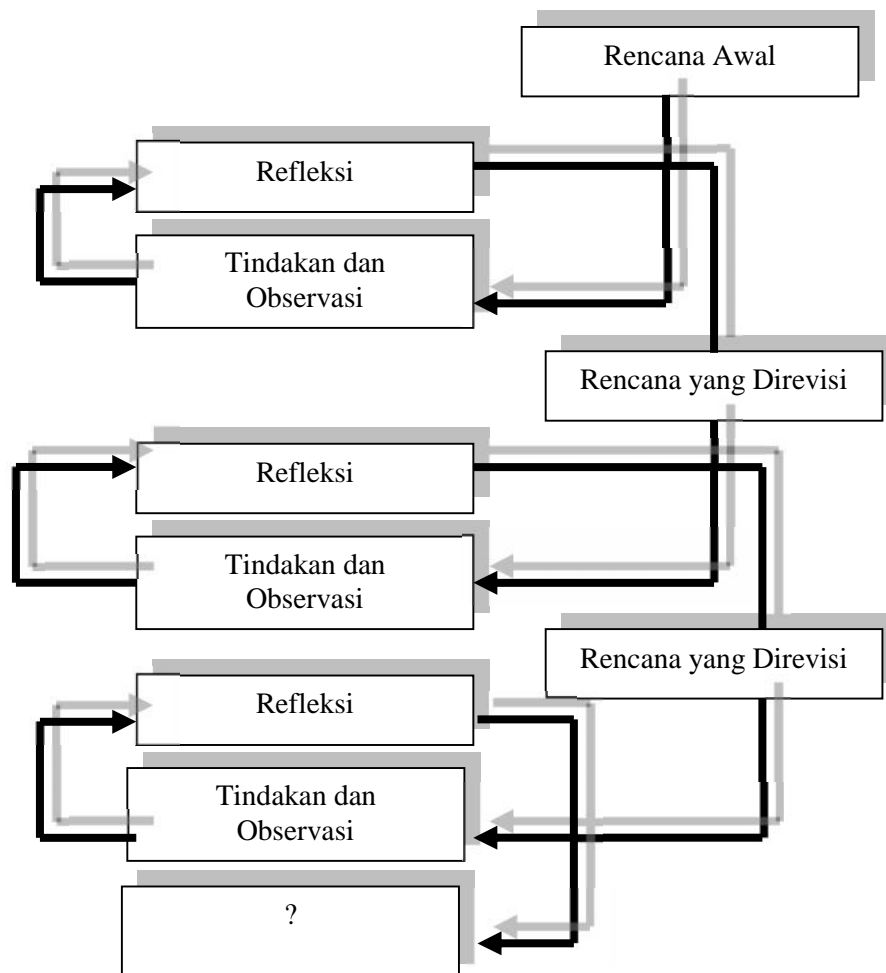 Rencana Awal
Refleksi
Tindakan dan
Observasi
Rencana yang Direvisi
Refleksi
Tindakan dan
Observasi
Rencana yang Direvisi
Refleksi
Tindakan dan
Observasi
?